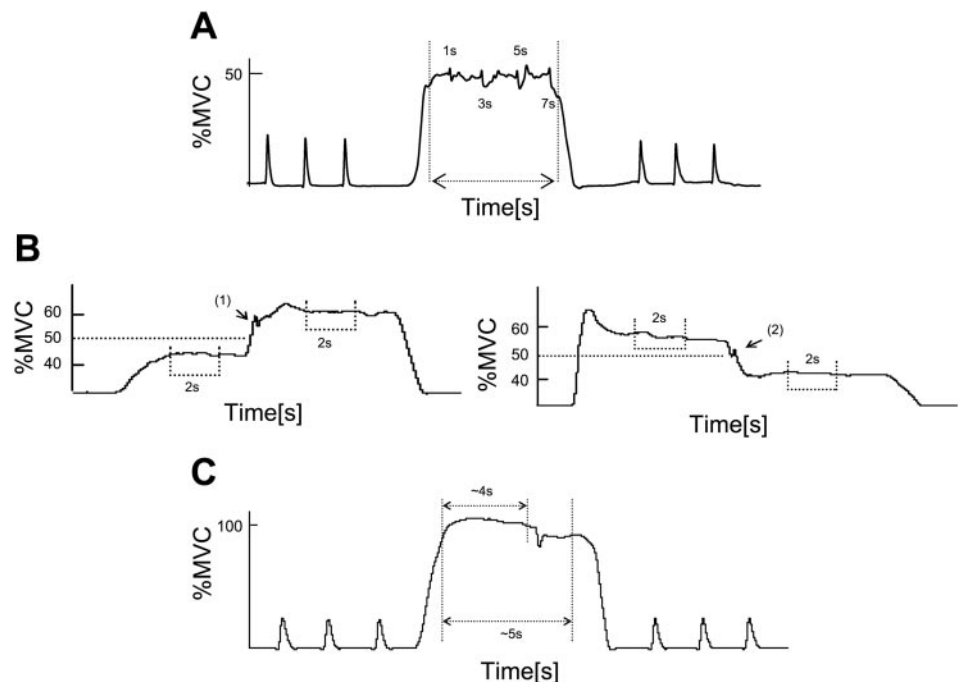 A
1s
5s
50
3s
7s
%MVC
Time[s]
B
(1)
60
50
40
%MVC
2s
2s
Time[s]
2s
(2)
60
50
40
%MVC
2s
Time[s]
C
~4s
100
%MVC
~5s
Time[s]